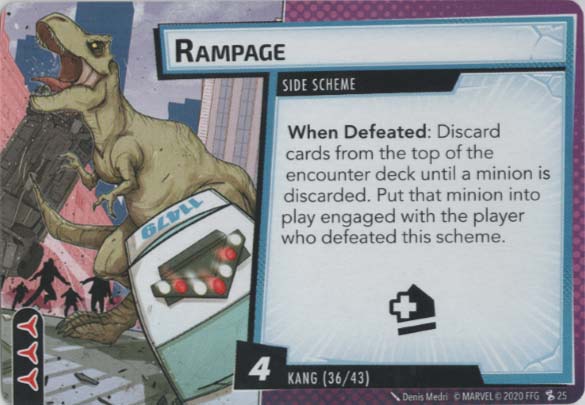 RAMPAGE
SIDE SCHEME
When Defeated: Discard
cards from the top of the
encounter deck until a minion is
discarded. Put that minion into
play engaged with the player
who defeated this scheme.
11479
4
KANG (36/43)
Denis Medri © MARVEL © 2020 FFG 25